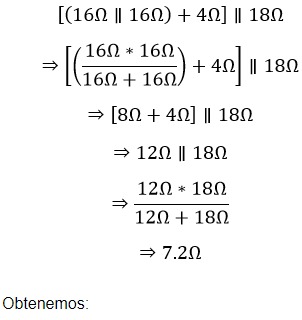 [(16Ω ∥ 16Ω) + 4Ω] ∥ 18Ω
⇒ [(16Ω * 16Ω / 16Ω + 16Ω) + 4Ω] ∥ 18Ω
⇒ [8Ω + 4Ω] ∥ 18Ω
⇒ 12Ω ∥ 18Ω
⇒ 12Ω * 18Ω / 12Ω + 18Ω
⇒ 7.2Ω
Obtenemos: